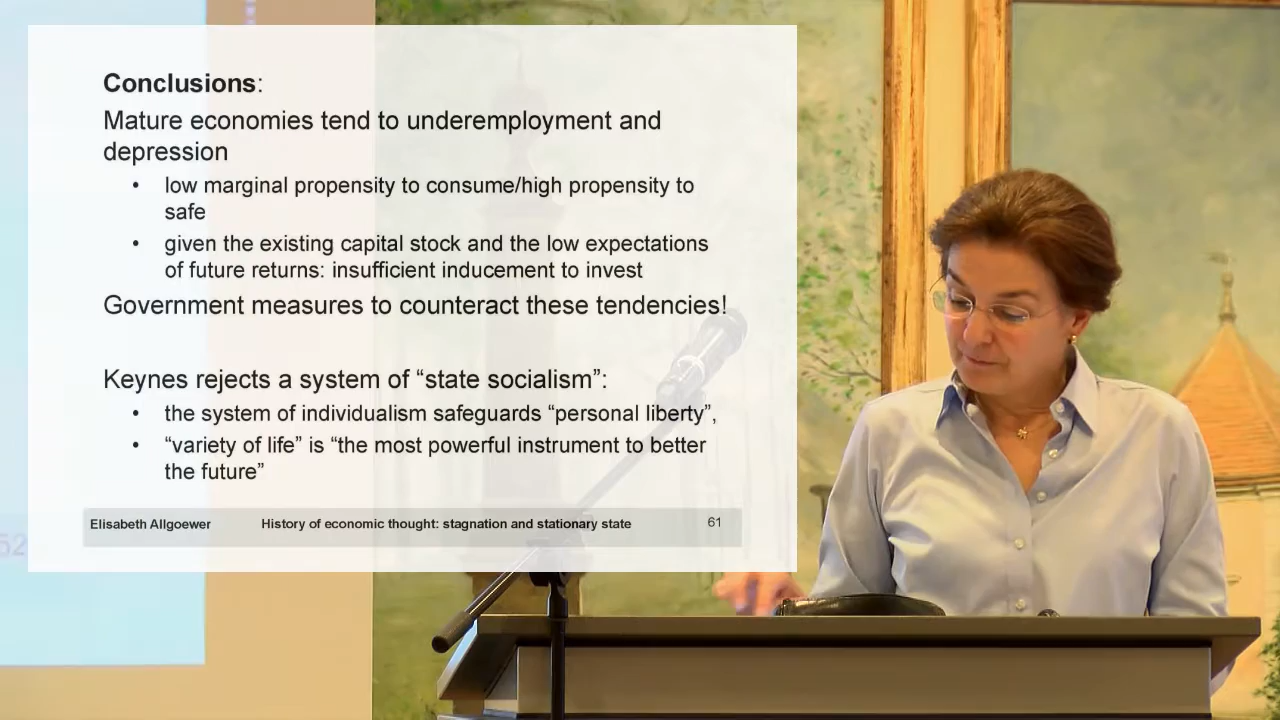 Conclusions:
Mature economies tend to underemployment and
depression
• low marginal propensity to consume/high propensity to
safe
• given the existing capital stock and the low expectations
of future returns: insufficient inducement to invest
Government measures to counteract these tendencies!
Keynes rejects a system of “state socialism”:
• the system of individualism safeguards “personal liberty”,
• “variety of life” is “the most powerful instrument to better
the future”
Elisabeth Allgoewer History of economic thought: stagnation and stationary state 61
52